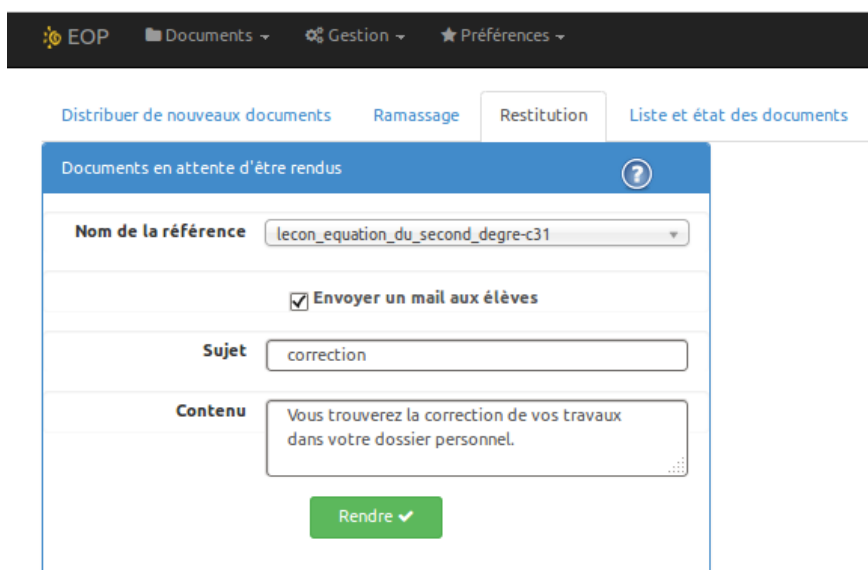 EOP Documents Gestion Préférences
Distribuer de nouveaux documents Ramassage Restitution Liste et état des documents
Documents en attente d'être rendus ?
Nom de la référence lecon_equation_du_second_degre-c31
Envoyer un mail aux élèves
Sujet correction
Contenu Vous trouverez la correction de vos travaux
dans votre dossier personnel.
Rendre